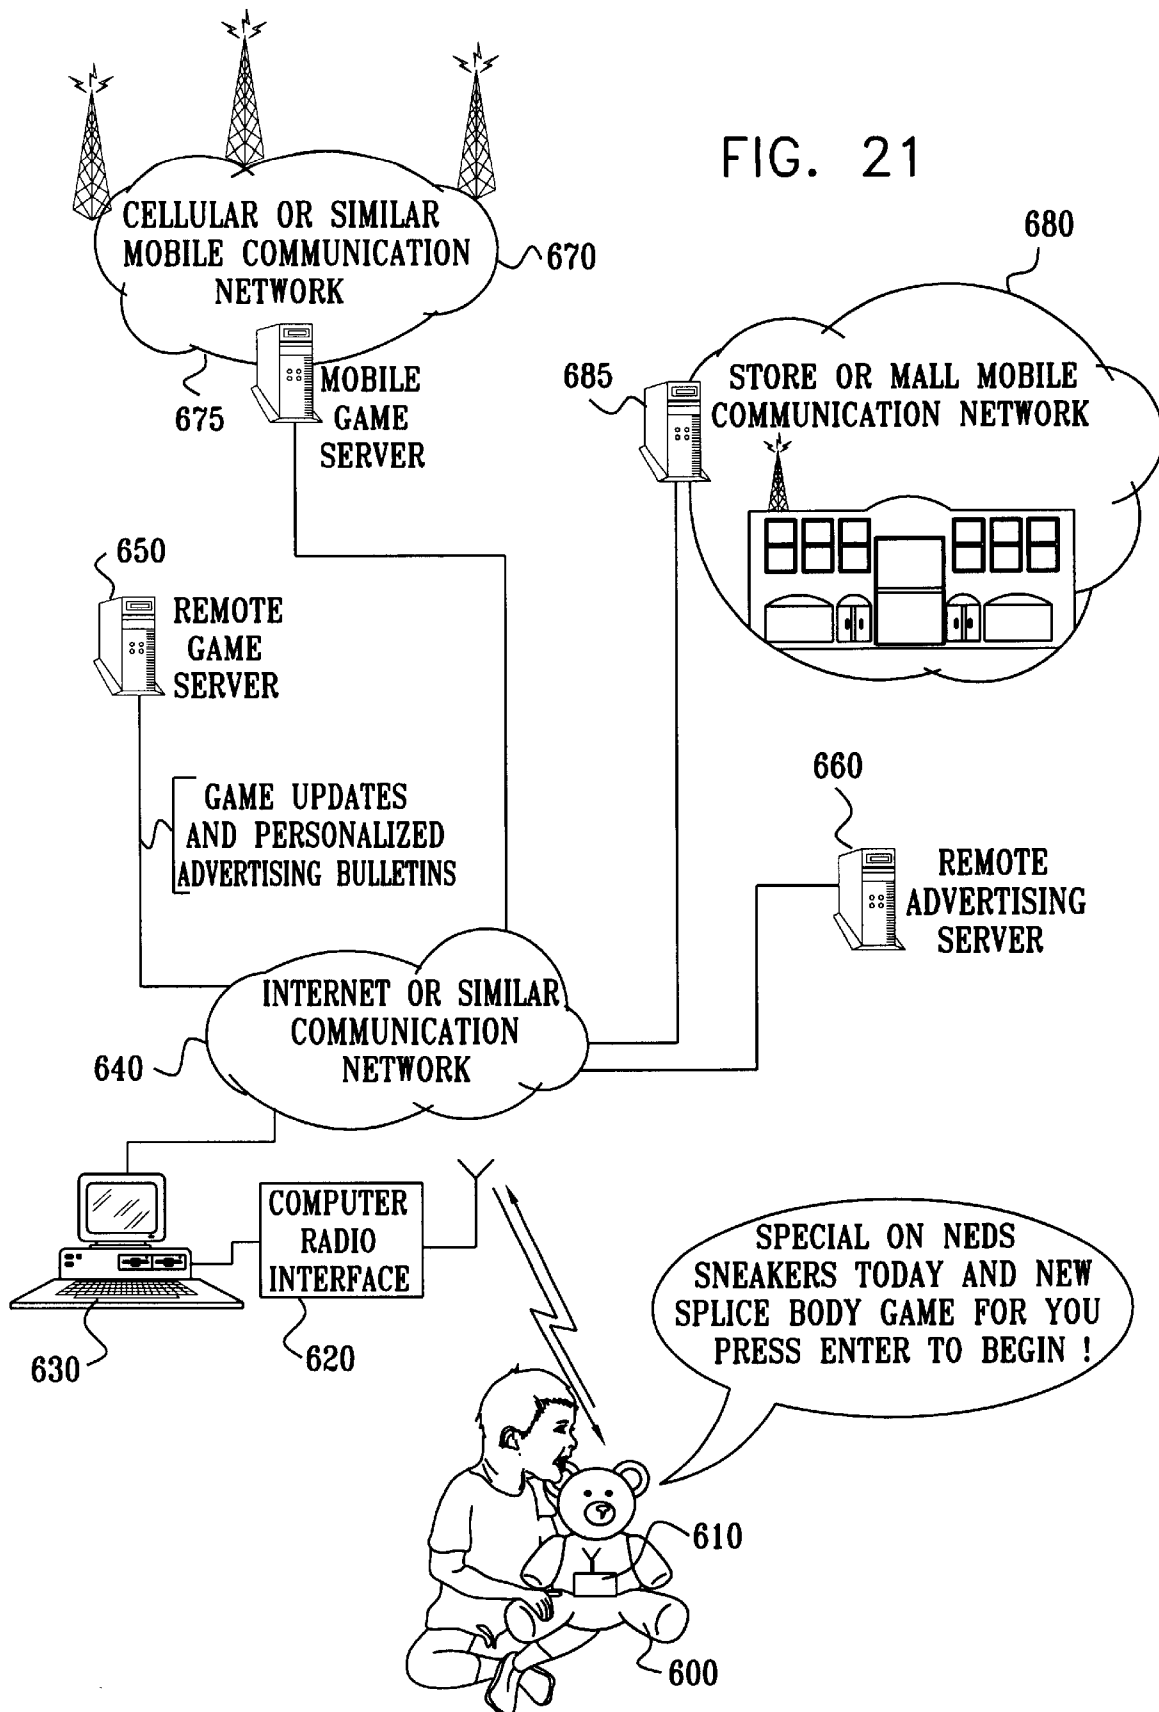 FIG. 21
CELLULAR OR SIMILAR
MOBILE COMMUNICATION
NETWORK
670
675
MOBILE
GAME
SERVER
680
685
STORE OR MALL MOBILE
COMMUNICATION NETWORK
650
REMOTE
GAME
SERVER
GAME UPDATES
AND PERSONALIZED
ADVERTISING BULLETINS
660
REMOTE
ADVERTISING
SERVER
INTERNET OR SIMILAR
COMMUNICATION
NETWORK
640
COMPUTER
RADIO
INTERFACE
630
620
SPECIAL ON NEDS
SNEAKERS TODAY AND NEW
SPLICE BODY GAME FOR YOU
PRESS ENTER TO BEGIN !
610
600